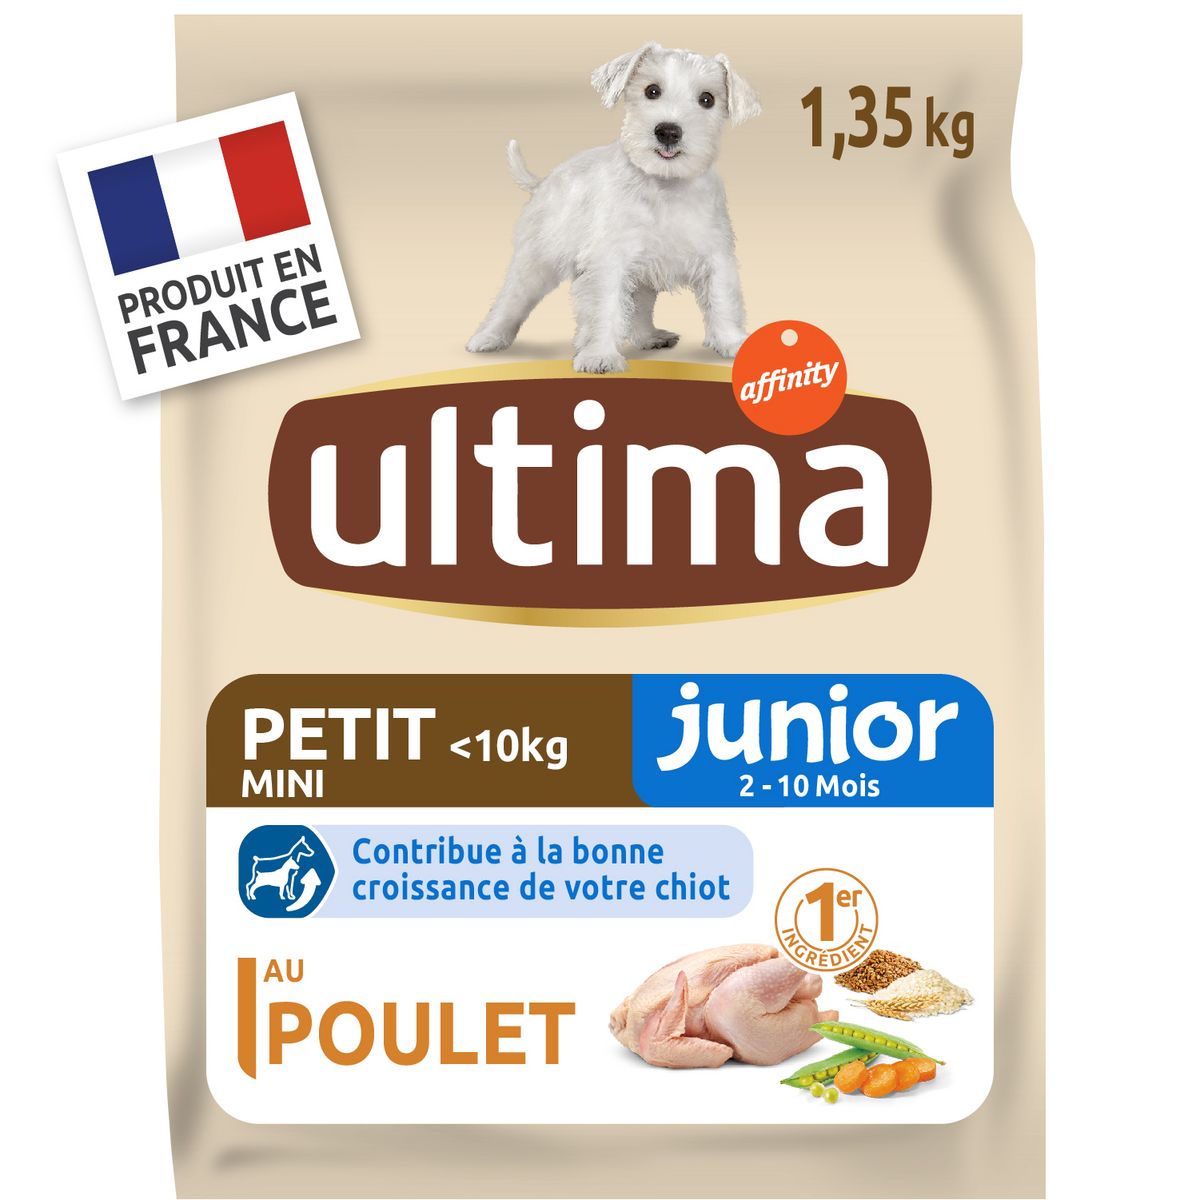 1,35 kg
PRODUIT EN
FRANCE
affinity
ultima
PETIT <10kg
MINI
junior
2 - 10 Mois
Contribue à la bonne
croissance de votre chiot
1er
INGRÉDIENT
AU
POULET